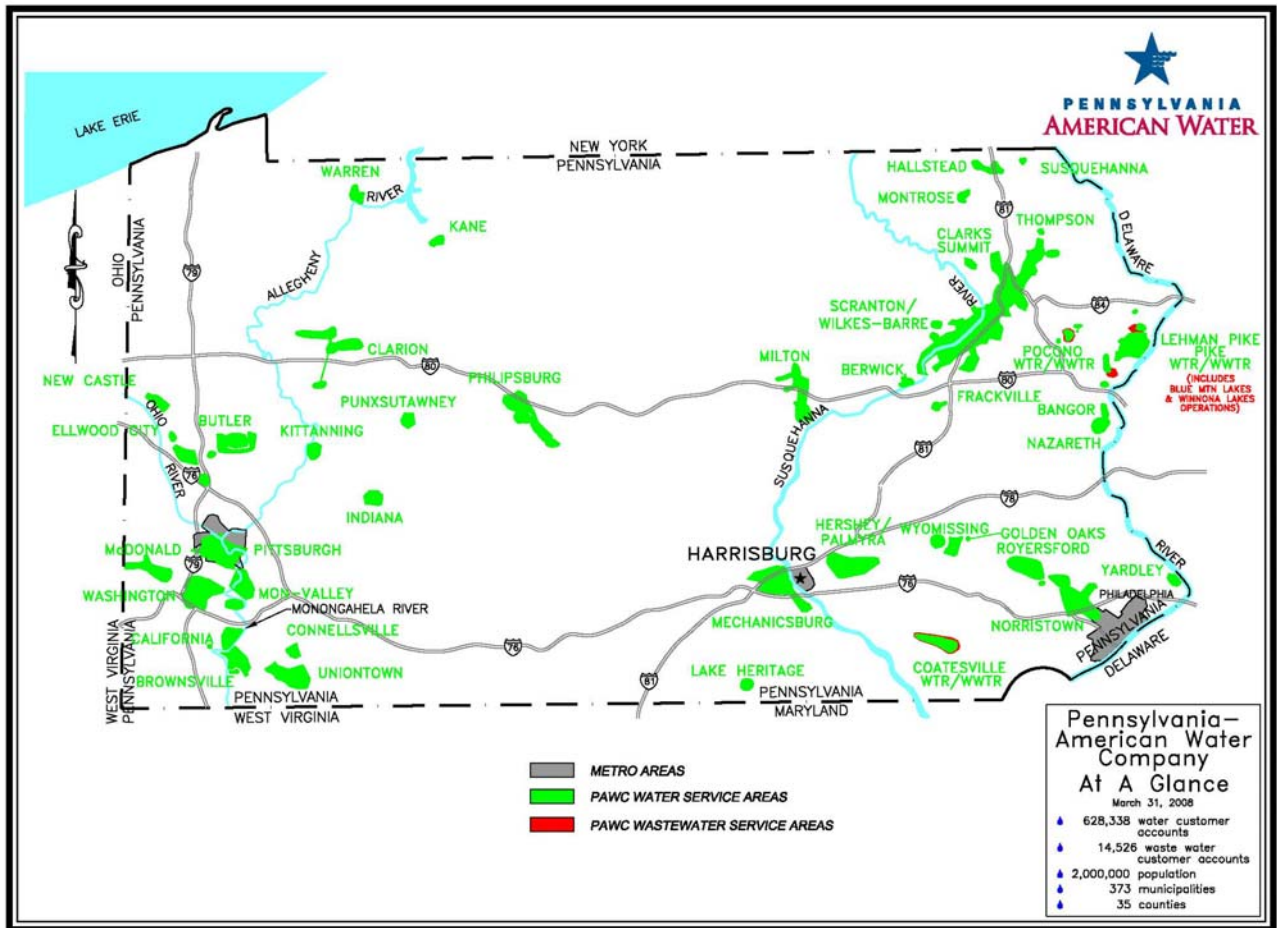 PENNSYLVANIA
AMERICAN WATER
LAKE ERIE
NEW YORK
PENNSYLVANIA
WARREN
RIVER
KANE
ALLEGHENY
OHIO
PENNSYLVANIA
79
HALLSTEAD
SUSQUEHANNA
MONTROSE
81
THOMPSON
CLARKS
SUMMIT
DELAWARE
RIVER
84
SCRANTON/
WILKES-BARRE
CLARION
80
MILTON
BERWICK
POCONO
WTR/WWTR
LEHMAN PIKE
PIKE
WTR/WWTR
(INCLUDES
BLUE MTN LAKES
& WINNONA LAKES
OPERATIONS)
80
NEW CASTLE
PHILIPSBURG
FRACKVILLE
BANGOR
NAZARETH
OHIO
RIVER
BUTLER
ELLWOOD CITY
PUNXSUTAWNEY
KITTANNING
SUSQUEHANNA
81
76
INDIANA
78
McDONALD
PITTSBURGH
79
HARRISBURG
HERSHEY/
PALMYRA
WYOMISSING
GOLDEN OAKS
ROYERSFORD
RIVER
YARDLEY
WASHINGTON
MON-VALLEY
MONONGAHELA RIVER
76
PHILADELPHIA
CALIFORNIA
CONNELLSVILLE
MECHANICSBURG
NORRISTOWN
PENNSYLVANIA
DELAWARE
76
BROWNSVILLE
UNIONTOWN
81
LAKE HERITAGE
COATESVILLE
WTR/WWTR
WEST VIRGINIA
PENNSYLVANIA
PENNSYLVANIA
WEST VIRGINIA
PENNSYLVANIA
MARYLAND
METRO AREAS
PAWC WATER SERVICE AREAS
PAWC WASTEWATER SERVICE AREAS
Pennsylvania-
American Water
Company
At A Glance
March 31, 2008
628,338 water customer
accounts
14,526 waste water
customer accounts
2,000,000 population
373 municipalities
35 counties